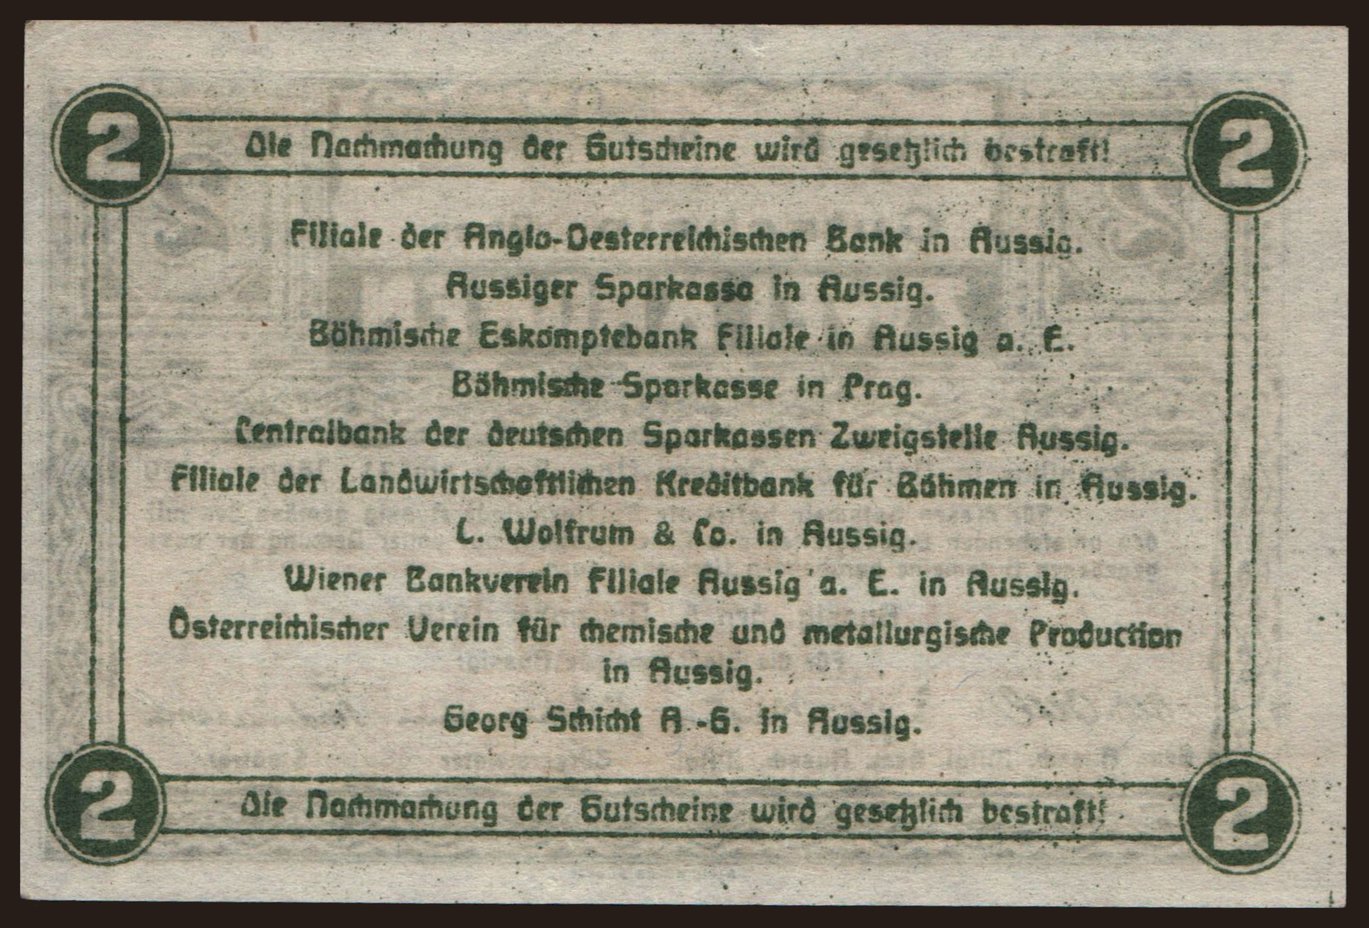 2 Die Nachmachung der Gutscheine wird gesetzlich bestraft! 2
Filiale der Anglo-Oesterreichischen Bank in Aussig.
Aussiger Sparkassa in Aussig.
Böhmische Eskomptebank Filiale in Aussig a. E.
Böhmische Sparkasse in Prag.
Centralbank der deutschen Sparkassen Zweigstelle Aussig.
Filiale der Landwirtschaftlichen Kreditbank für Böhmen in Aussig.
L. Wolfrum & Co. in Aussig.
Wiener Bankverein Filiale Aussig a. E. in Aussig.
Österreichischer Verein für chemische und metallurgische Production
in Aussig.
Georg Schicht A.-G. in Aussig.
2 Die Nachmachung der Gutscheine wird gesetzlich bestraft! 2